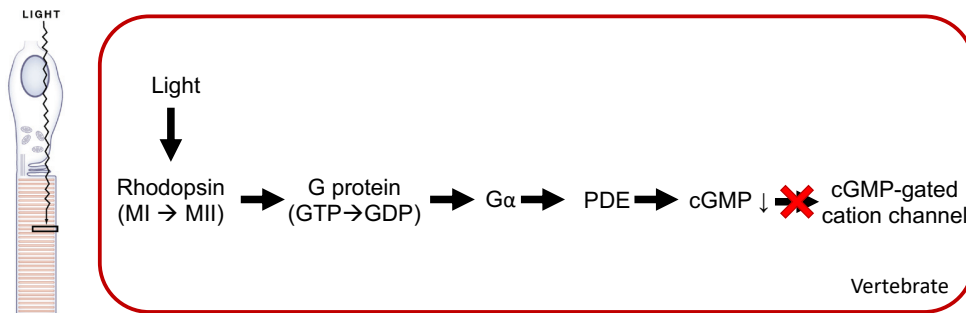 LIGHT
Light
Rhodopsin
(MI → MII)
G protein
(GTP→GDP)
Gα
PDE
cGMP ↓
cGMP-gated
cation channel
Vertebrate